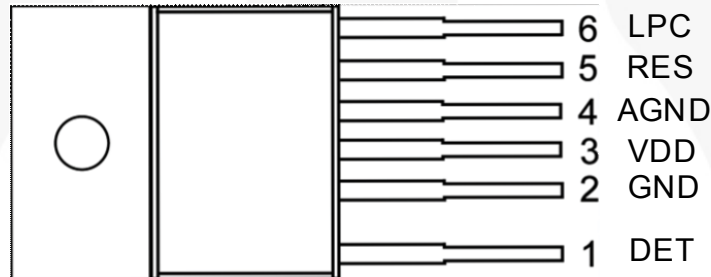 6 LPC
5 RES
4 AGND
3 VDD
2 GND
1 DET